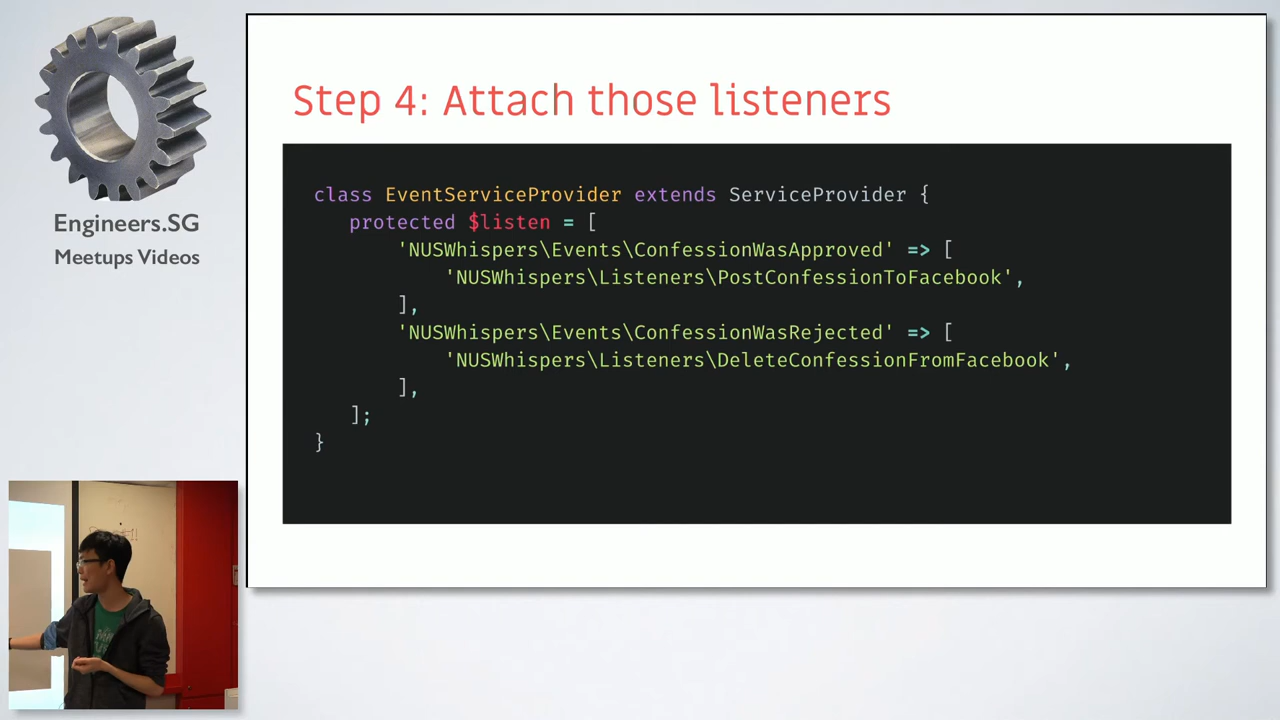 Engineers.SG
Meetups Videos
Step 4: Attach those listeners
class EventServiceProvider extends ServiceProvider {
protected $listen = [
'NUSWhispers\Events\ConfessionWasApproved' => [
'NUSWhispers\Listeners\PostConfessionToFacebook',
],
'NUSWhispers\Events\ConfessionWasRejected' => [
'NUSWhispers\Listeners\DeleteConfessionFromFacebook',
],
];
}